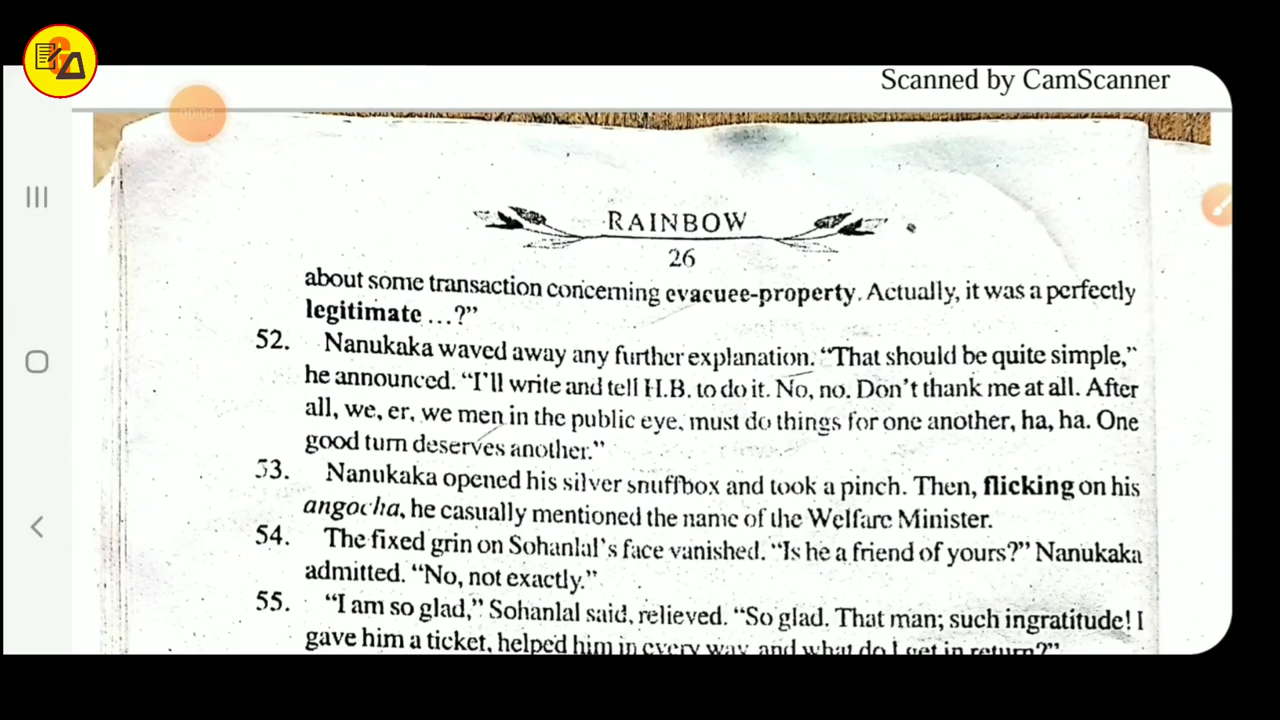 Scanned by CamScanner
00:04
RAINBOW
26
about some transaction concerning evacuee-property. Actually, it was a perfectly
legitimate ...?”
52. Nanukaka waved away any further explanation. “That should be quite simple,”
he announced. “I'll write and tell H.B. to do it. No, no. Don't thank me at all. After
all, we, er, we men in the public eye, must do things for one another, ha, ha. One
good turn deserves another.”
53. Nanukaka opened his silver snuffbox and took a pinch. Then, flicking on his
angocha, he casually mentioned the name of the Welfare Minister.
54. The fixed grin on Sohanlal's face vanished. “Is he a friend of yours?” Nanukaka
admitted. “No, not exactly.”
55. “I am so glad,” Sohanlal said, relieved. “So glad. That man; such ingratitude! I
gave him a ticket, helped him in every way, and what do I get in return?”